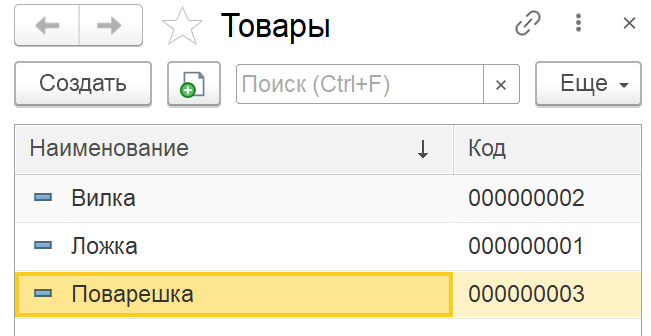 Товары
Создать Поиск (Ctrl+F) × Еще
Наименование ↓ Код
Вилка 000000002
Ложка 000000001
Поварешка 000000003